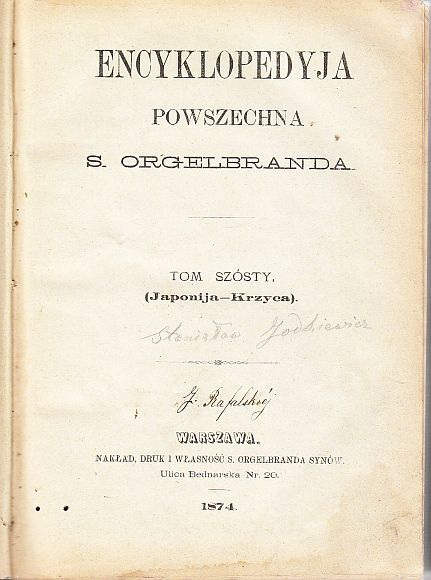 ENCYKLOPEDYJA
POWSZECHNA
S. ORGELBRANDA.
TOM SZÓSTY,
(Japonija—Krzyca).
Stanisław Jodkiewicz
J. Rafalskiéj
WARSZAWA.
NAKŁAD, DRUK I WŁASNOŚĆ S. ORGELBRANDA SYNÓW.
Ulica Bednarska Nr. 20.
1874.